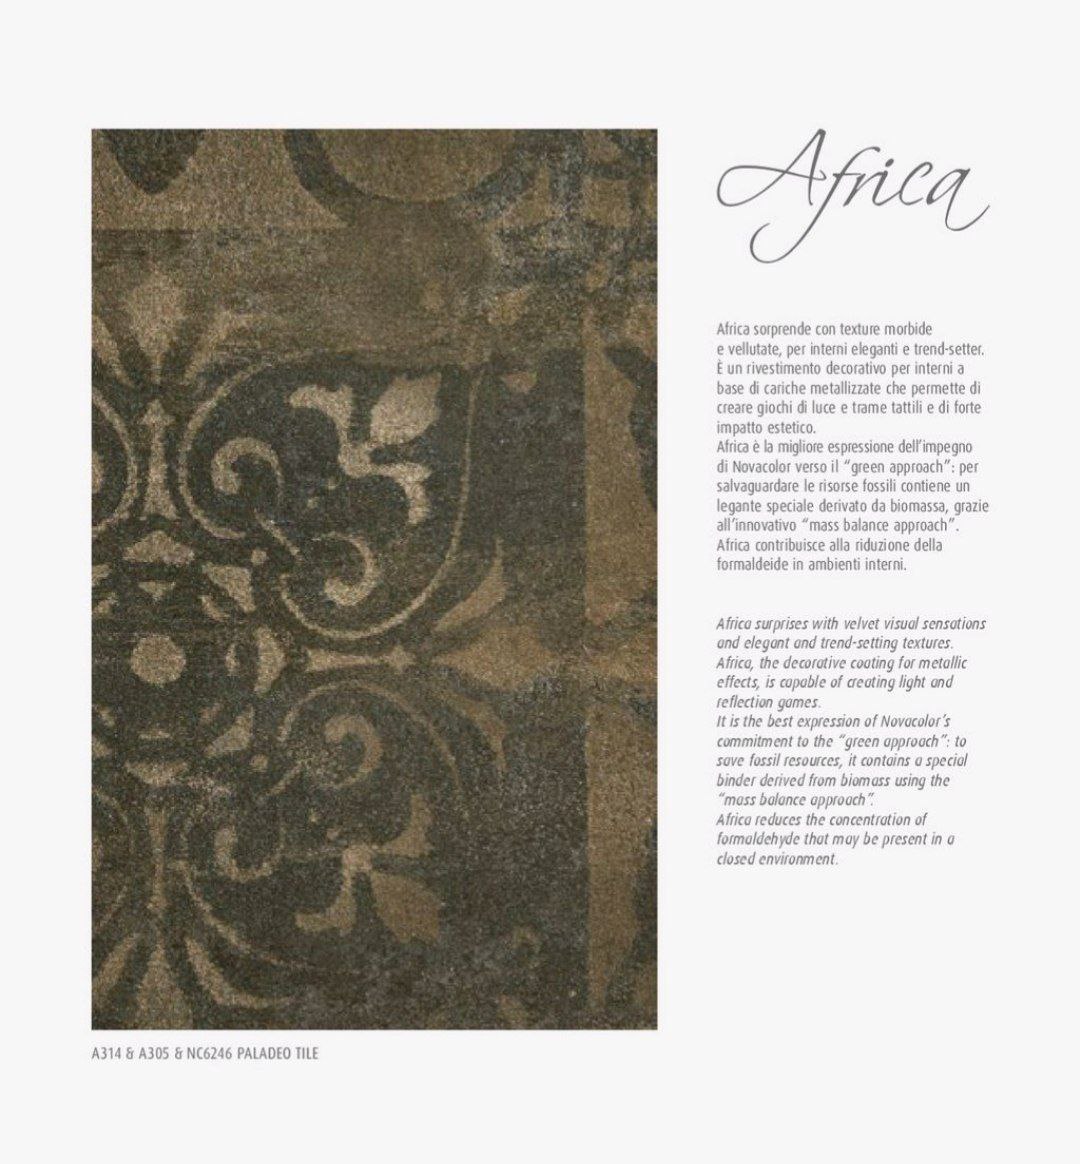 Africa
Africa sorprende con texture morbide
e vellutate, per interni eleganti e trend-setter.
È un rivestimento decorativo per interni a
base di cariche metallizzate che permette di
creare giochi di luce e trame tattili e di forte
impatto estetico.
Africa è la migliore espressione dell'impegno
di Novacolor verso il “green approach”: per
salvaguardare le risorse fossili contiene un
legante speciale derivato da biomassa, grazie
all'innovativo “mass balance approach”.
Africa contribuisce alla riduzione della
formaldeide in ambienti interni.
Africa surprises with velvet visual sensations
and elegant and trend-setting textures.
Africa, the decorative coating for metallic
effects, is capable of creating light and
reflection games.
It is the best expression of Novacolor's
commitment to the “green approach”: to
save fossil resources, it contains a special
binder derived from biomass using the
“mass balance approach”.
Africa reduces the concentration of
formaldehyde that may be present in a
closed environment.
A314 & A305 & NC6246 PALADEO TILE